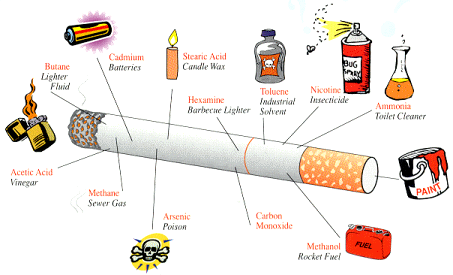 Cadmium
Batteries
Stearic Acid
Candle Wax
Butane
Lighter
Fluid
Hexamine
Barbecue Lighter
Toluene
Industrial
Solvent
BUG
SPRAY
Nicotine
Insecticide
Ammonia
Toilet Cleaner
Acetic Acid
Vinegar
Methane
Sewer Gas
Arsenic
Poison
Carbon
Monoxide
Methanol
Rocket Fuel
FUEL
PAINT